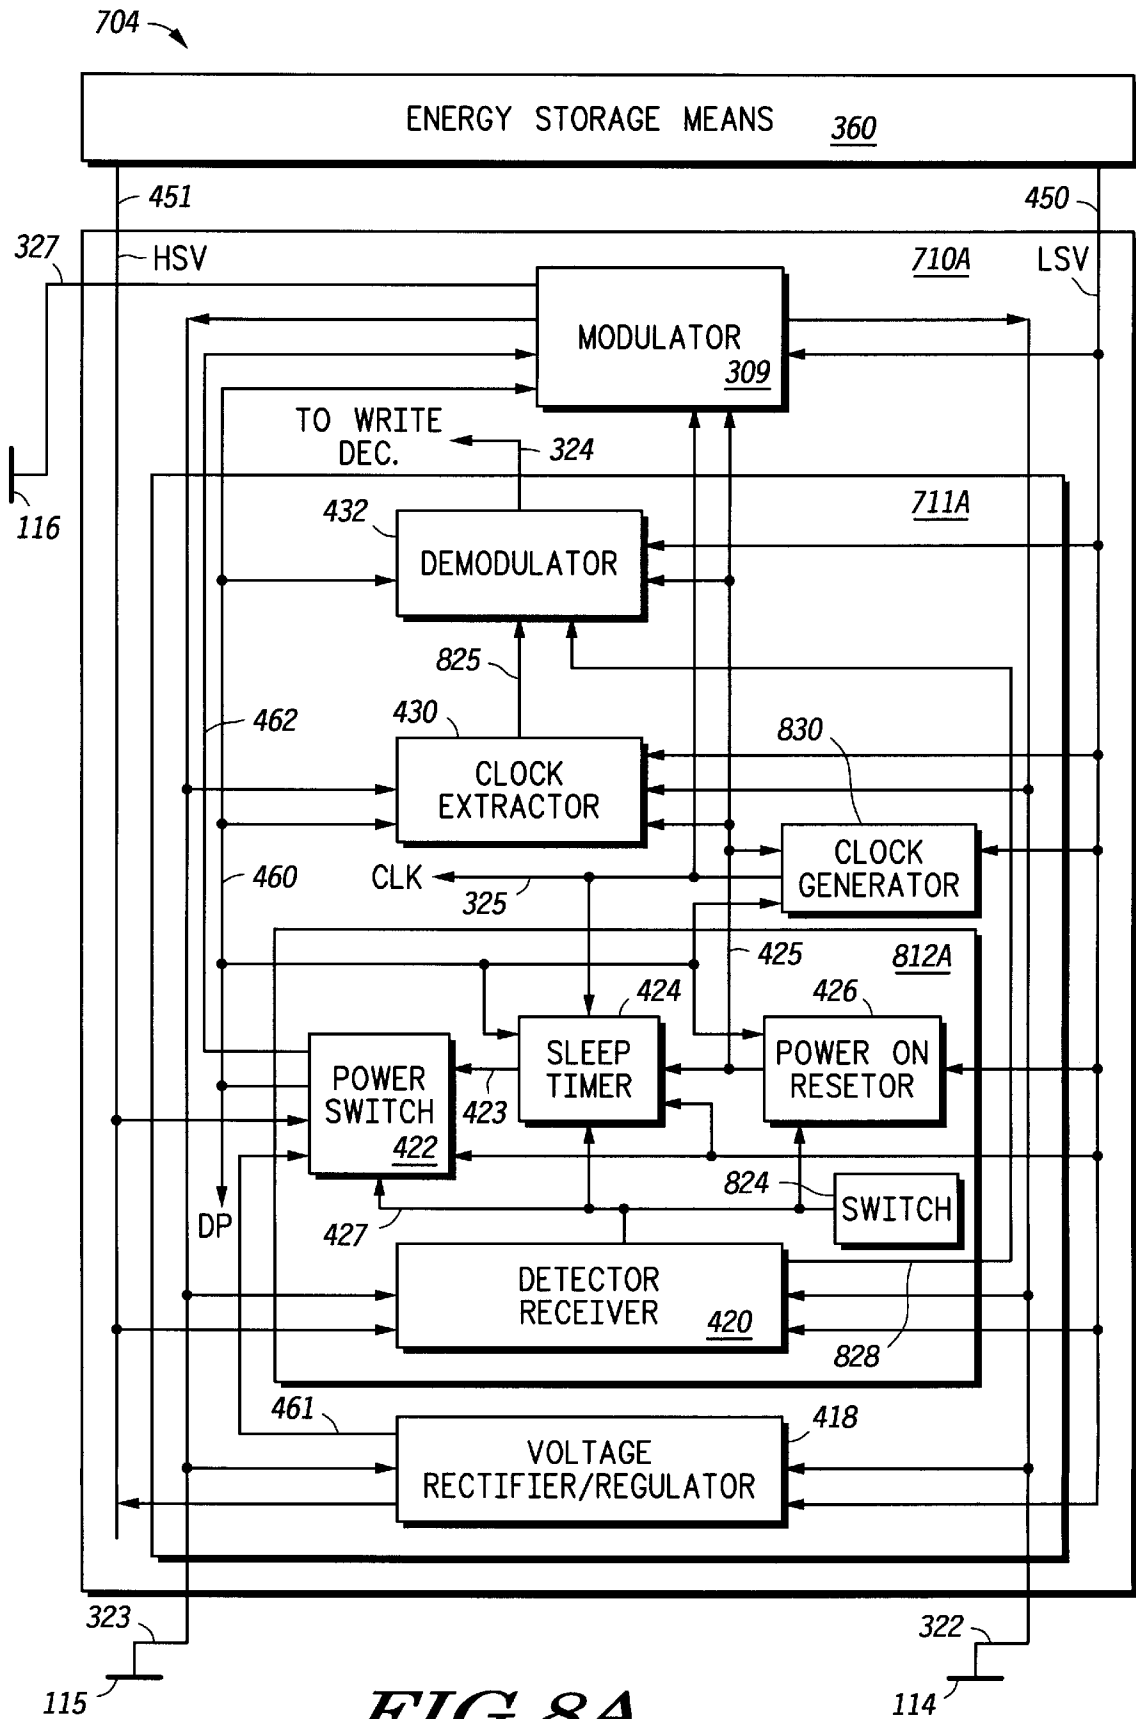 704
ENERGY STORAGE MEANS 360
451
450
327
HSV
710A
LSV
MODULATOR
309
TO WRITE
DEC.
324
116
711A
432
DEMODULATOR
825
462
430
830
CLOCK
EXTRACTOR
CLOCK
GENERATOR
460
CLK
325
425
812A
424
426
SLEEP
TIMER
POWER ON
RESETOR
POWER
SWITCH
422
423
824
SWITCH
DP
427
DETECTOR
RECEIVER
420
828
461
418
VOLTAGE
RECTIFIER/REGULATOR
323
322
115
114
FIG 8A